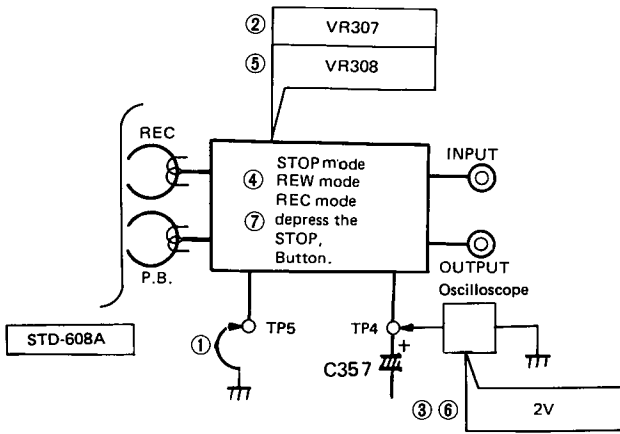 ② VR307
⑤ VR308
REC
INPUT
STOP mode
④ REW mode
REC mode
⑦ depress the
STOP,
Button.
P.B.
OUTPUT
Oscilloscope
STD-608A
① TP5
TP4
+
C357
③ ⑥ 2V